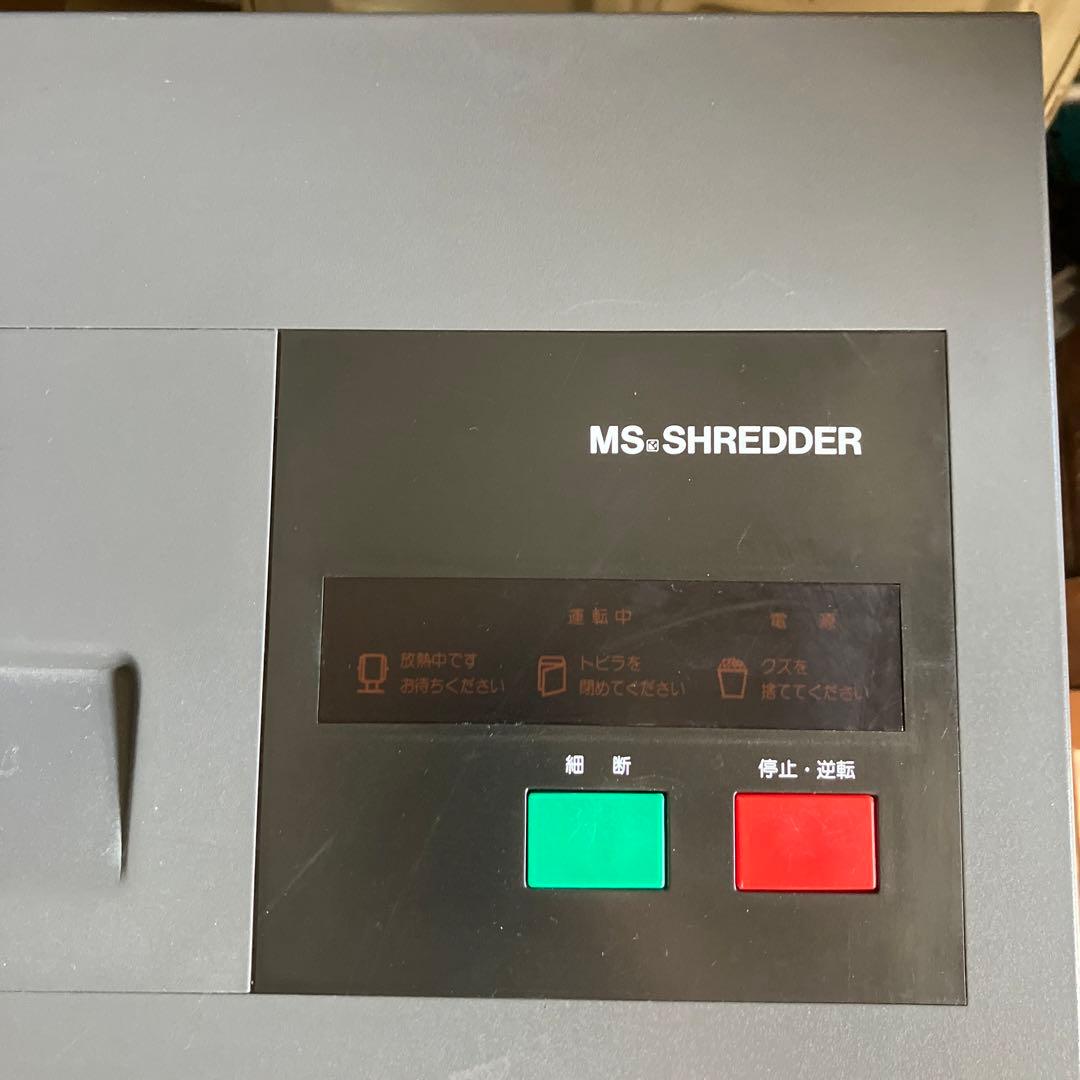 MS SHREDDER
運転中 電源
放熱中です
お待ちください
トビラを
閉めてください
クズを
捨ててください
細断 停止・逆転